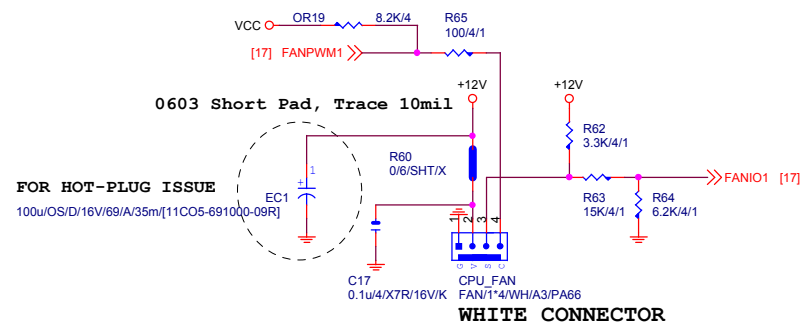 VCC
OR19
8.2K/4
R65
100/4/1
[17] FANPWM1
+12V
+12V
0603 Short Pad, Trace 10mil
R62
3.3K/4/1
R60
0/6/SHT/X
1
+
EC1
FOR HOT-PLUG ISSUE
100u/OS/D/16V/69/A/35m/[11CO5-691000-09R]
FANIO1 [17]
R63
15K/4/1
R64
6.2K/4/1
1
2
3
4
G
V
S
C
C17
0.1u/4/X7R/16V/K
CPU_FAN
FAN/1*4/WH/A3/PA66
WHITE CONNECTOR